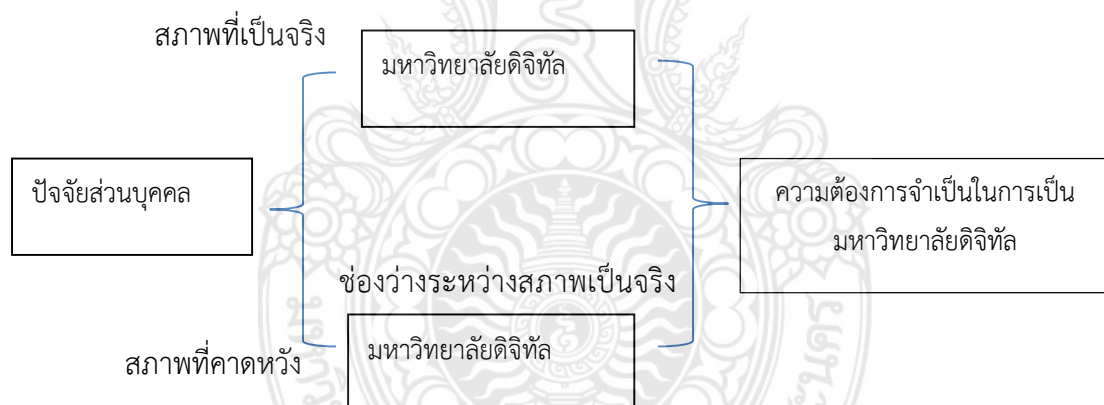 สภาพที่เป็นจริง
มหาวิทยาลัยดิจิทัล
ปัจจัยส่วนบุคคล
ความต้องการจำเป็นในการเป็น
มหาวิทยาลัยดิจิทัล
ช่องว่างระหว่างสภาพเป็นจริง
สภาพที่คาดหวัง
มหาวิทยาลัยดิจิทัล